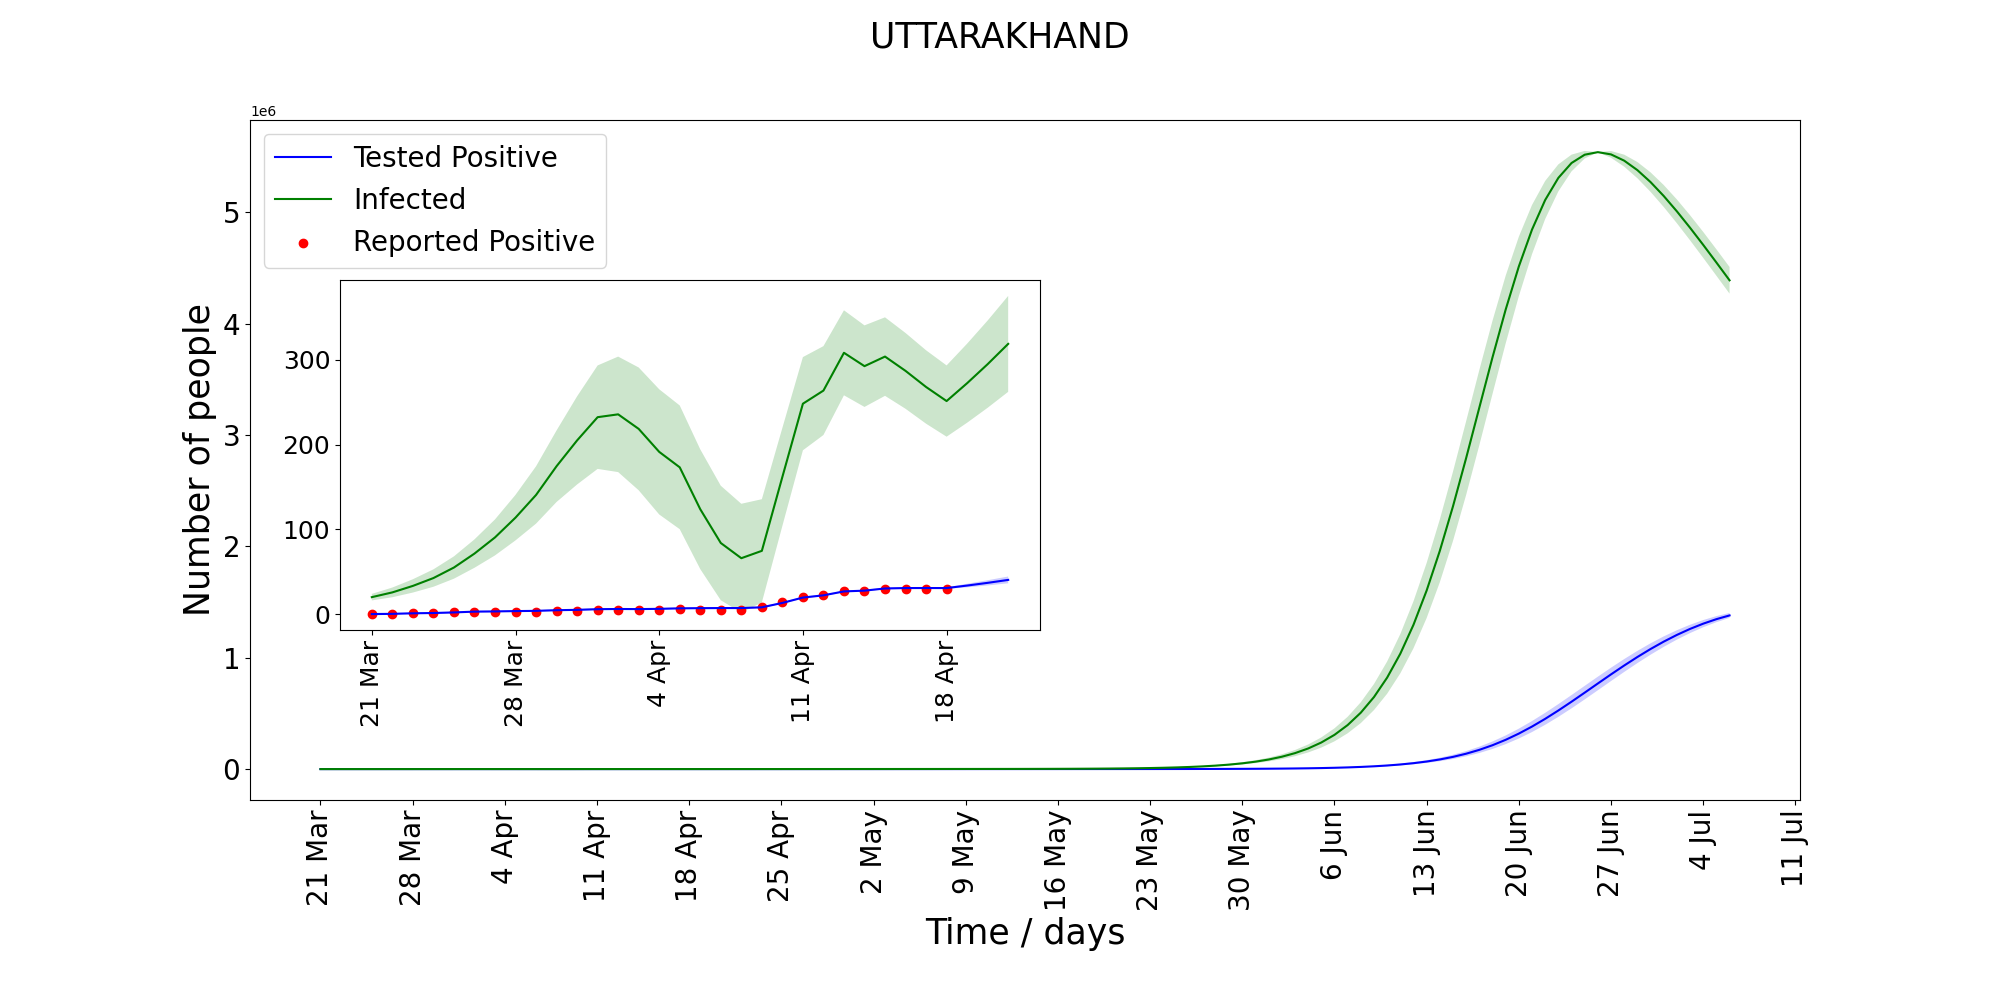 UTTARAKHAND
1e6
Tested Positive
Infected
Reported Positive
Number of people
5
4
3
2
1
0
300
200
100
0
21 Mar
28 Mar
4 Apr
11 Apr
18 Apr
21 Mar
28 Mar
4 Apr
11 Apr
18 Apr
25 Apr
2 May
9 May
16 May
23 May
30 May
6 Jun
13 Jun
20 Jun
27 Jun
4 Jul
11 Jul
Time / days